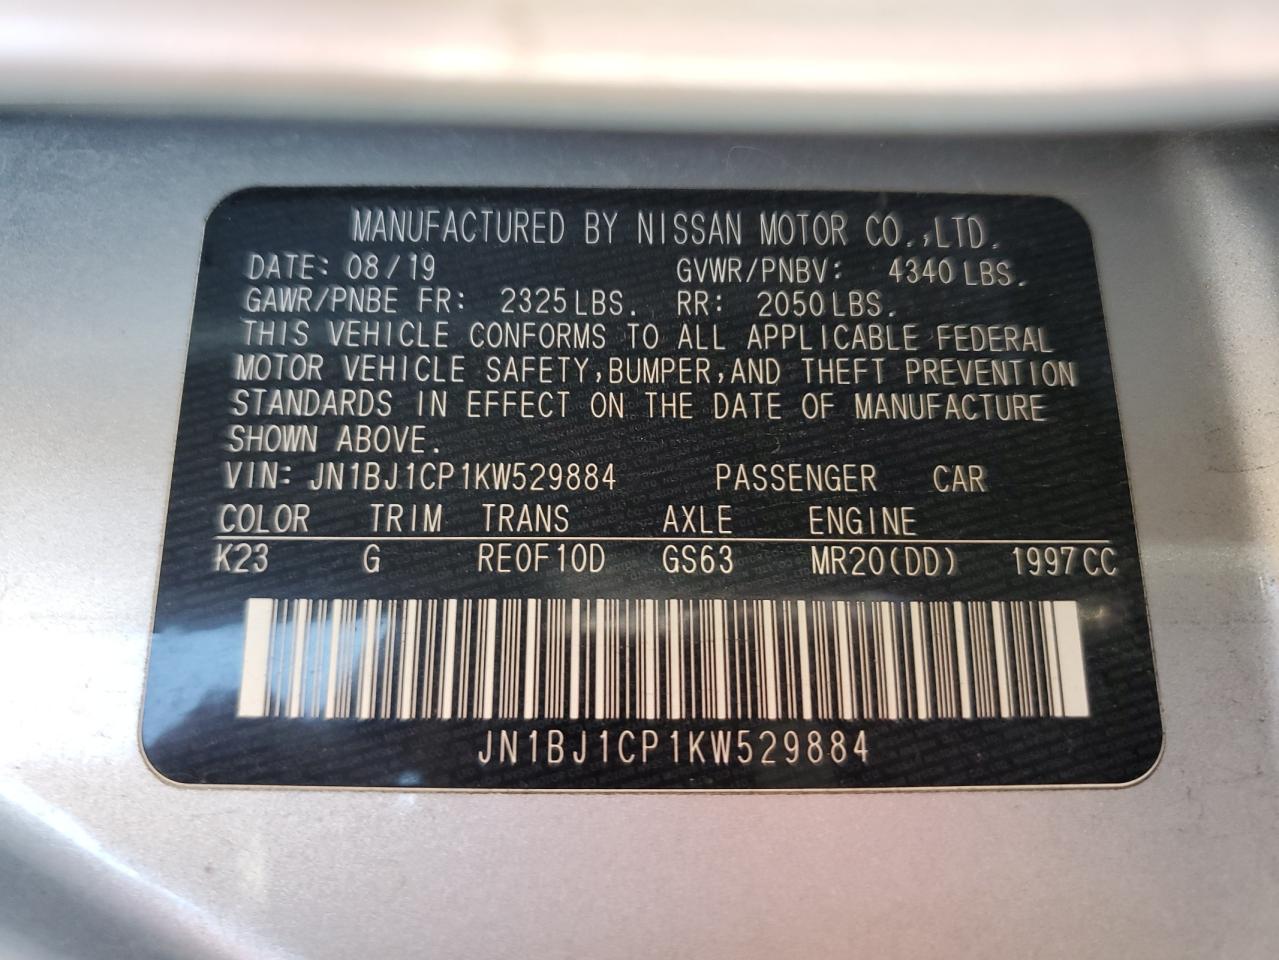 MANUFACTURED BY NISSAN MOTOR CO.,LTD.
DATE: 08/19 GVWR/PNBV: 4340 LBS.
GAWR/PNBE FR: 2325 LBS. RR: 2050 LBS.
THIS VEHICLE CONFORMS TO ALL APPLICABLE FEDERAL
MOTOR VEHICLE SAFETY,BUMPER,AND THEFT PREVENTION
STANDARDS IN EFFECT ON THE DATE OF MANUFACTURE
SHOWN ABOVE.
VIN: JN1BJ1CP1KW529884 PASSENGER CAR
COLOR TRIM TRANS AXLE ENGINE
K23 G RE0F10D GS63 MR20(DD) 1997 CC
JN1BJ1CP1KW529884